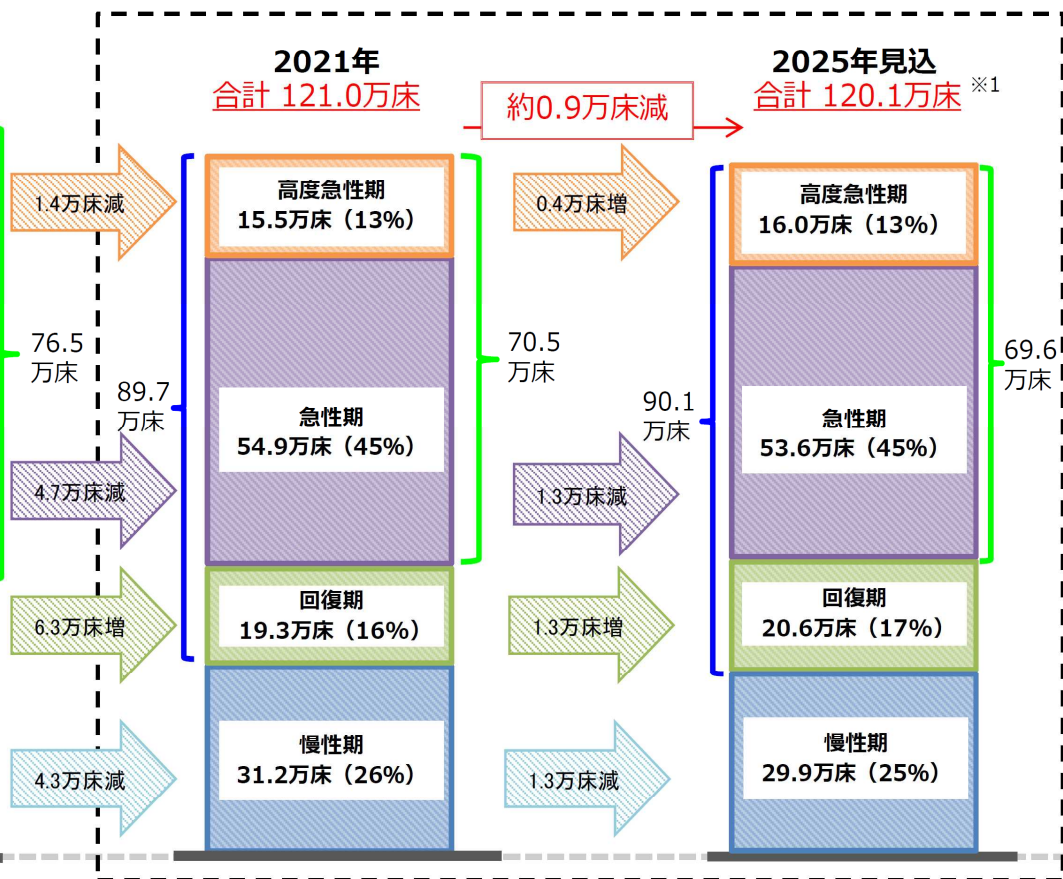 2021年
合計 121.0万床
約0.9万床減
2025年見込
合計 120.1万床 ※1
1.4万床減
高度急性期
15.5万床（13%）
0.4万床増
高度急性期
16.0万床（13%）
76.5
万床
89.7
万床
70.5
万床
90.1
万床
69.6
万床
4.7万床減
急性期
54.9万床（45%）
1.3万床減
急性期
53.6万床（45%）
6.3万床増
回復期
19.3万床（16%）
1.3万床増
回復期
20.6万床（17%）
4.3万床減
慢性期
31.2万床（26%）
1.3万床減
慢性期
29.9万床（25%）